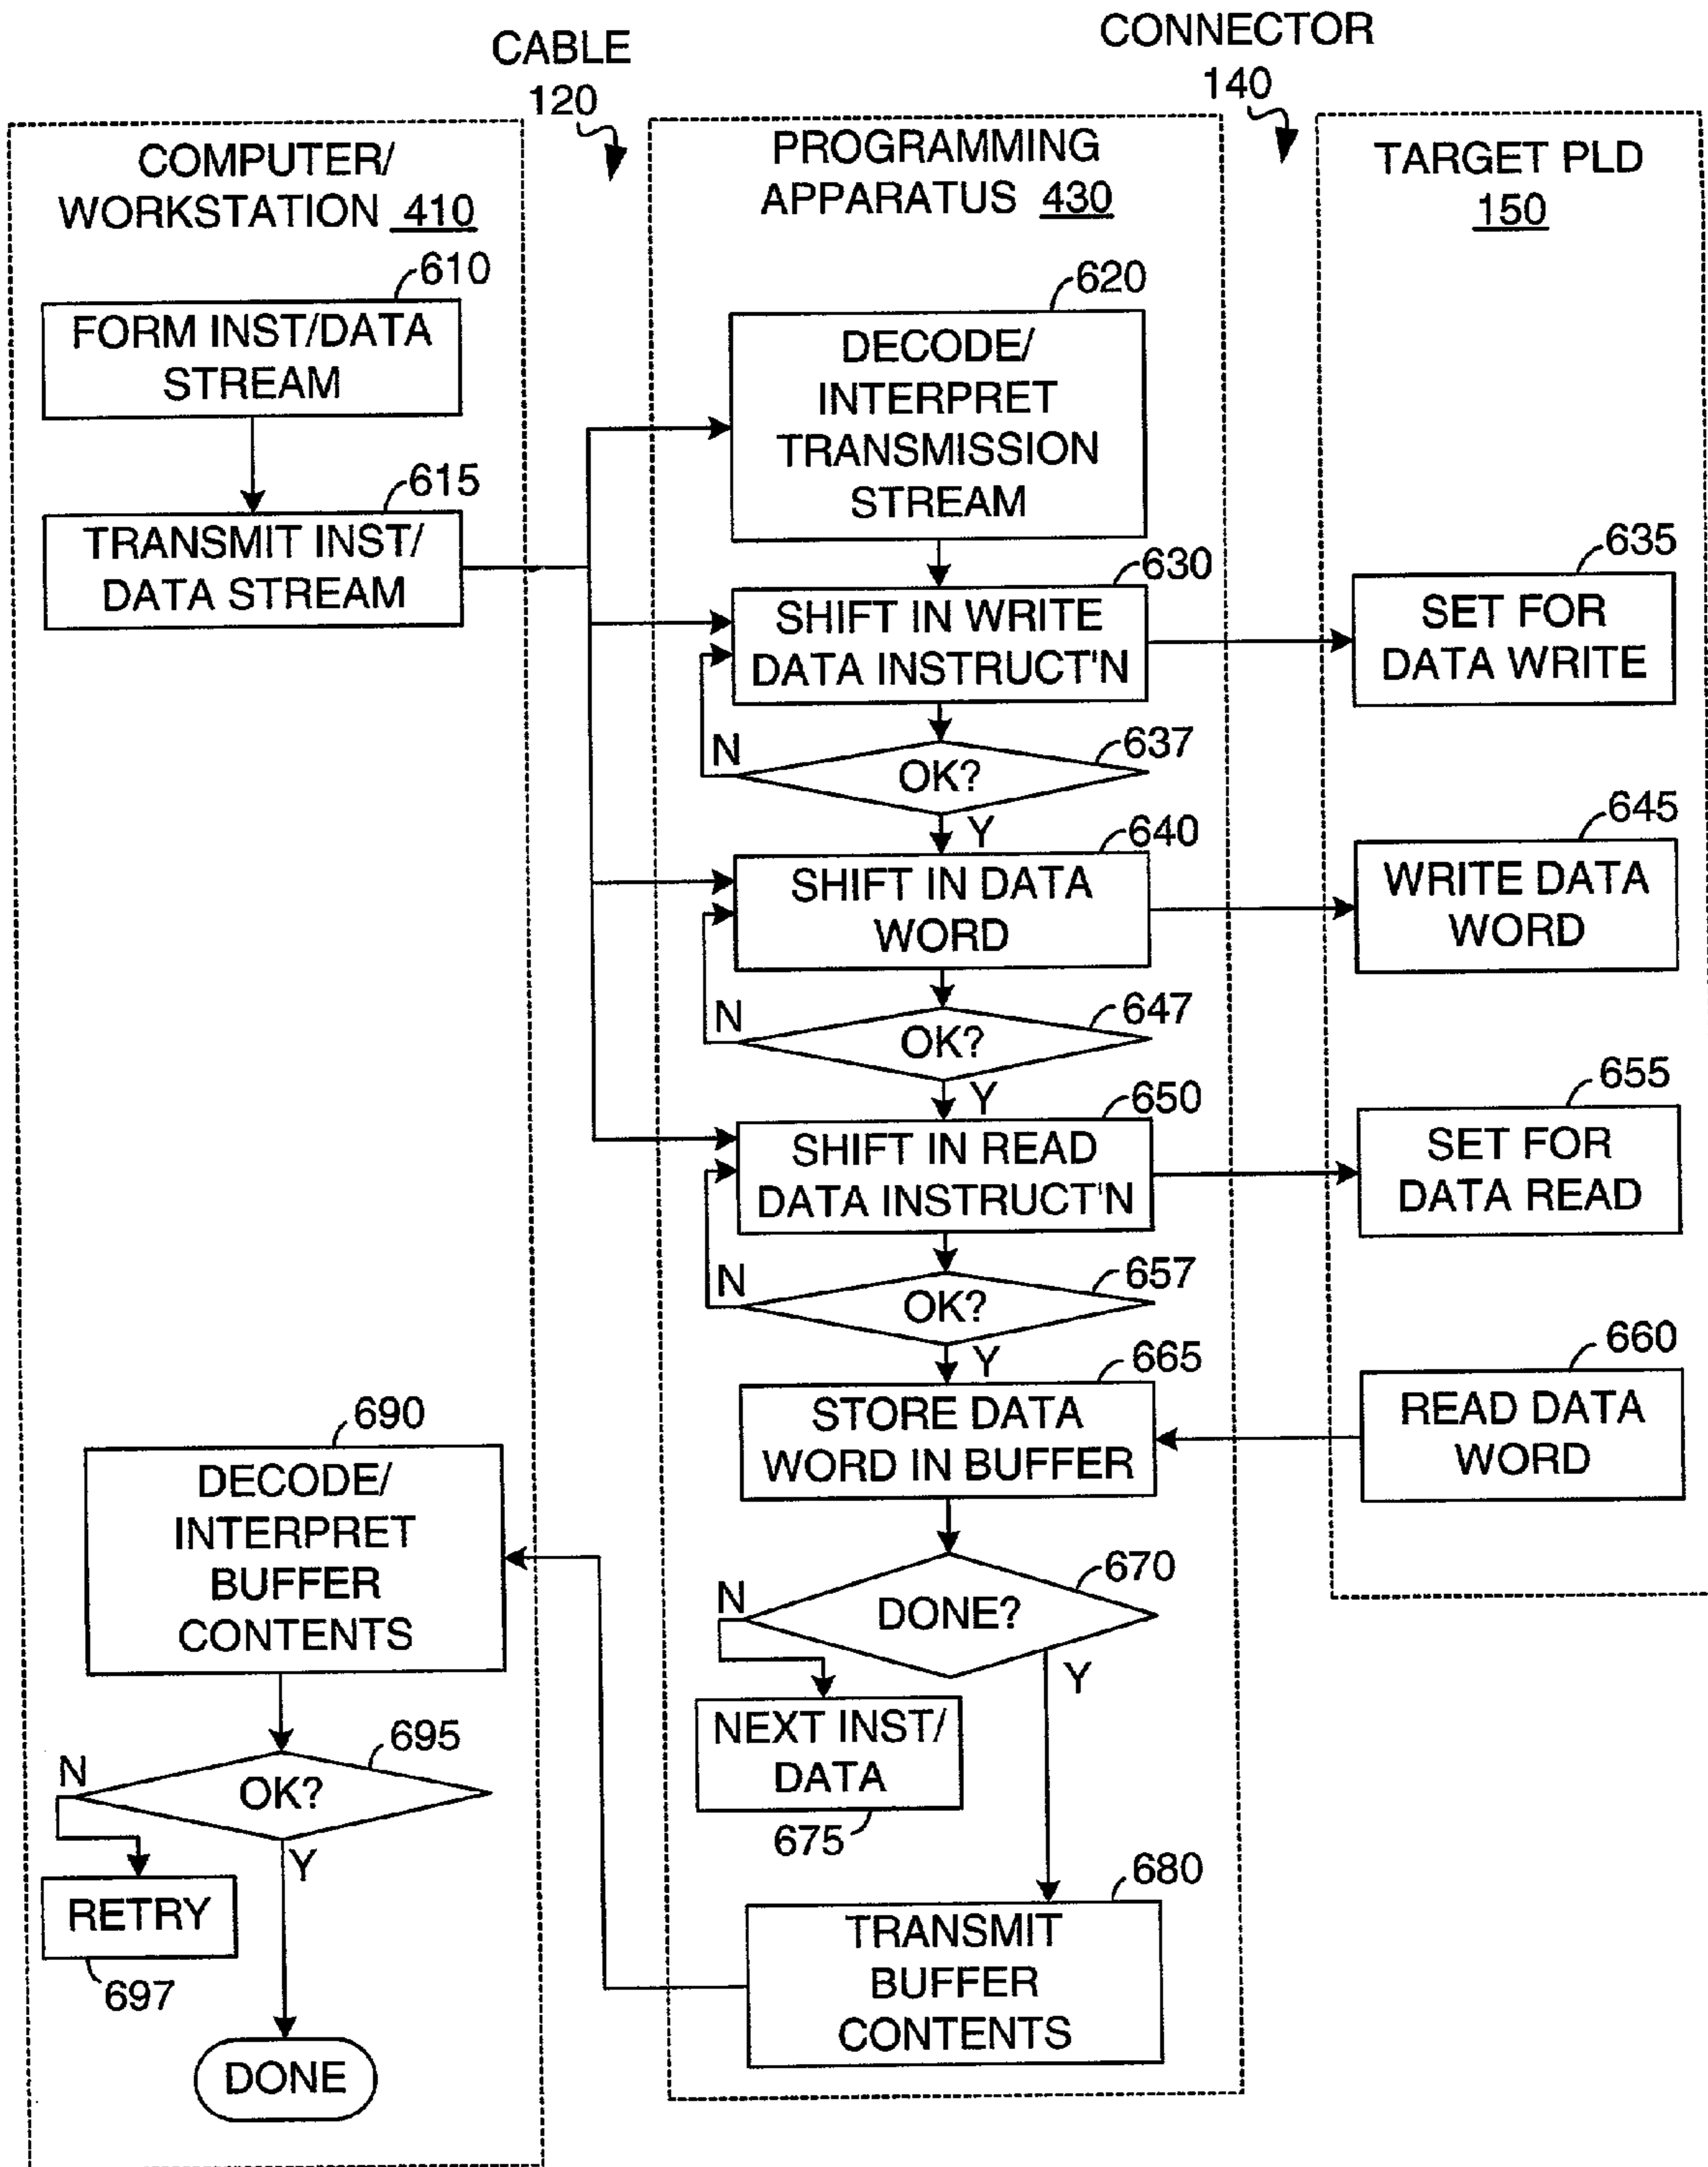 CABLE
120
CONNECTOR
140
COMPUTER/
WORKSTATION 410
610
FORM INST/DATA
STREAM
615
TRANSMIT INST/
DATA STREAM
PROGRAMMING
APPARATUS 430
620
DECODE/
INTERPRET
TRANSMISSION
STREAM
630
SHIFT IN WRITE
DATA INSTRUCT'N
637
N
OK?
Y
640
SHIFT IN DATA
WORD
647
N
OK?
Y
650
SHIFT IN READ
DATA INSTRUCT'N
657
N
OK?
Y
665
STORE DATA
WORD IN BUFFER
670
N
DONE?
Y
NEXT INST/
DATA
675
680
TRANSMIT
BUFFER
CONTENTS
TARGET PLD
150
635
SET FOR
DATA WRITE
645
WRITE DATA
WORD
655
SET FOR
DATA READ
660
READ DATA
WORD
690
DECODE/
INTERPRET
BUFFER
CONTENTS
695
N
OK?
Y
RETRY
697
DONE